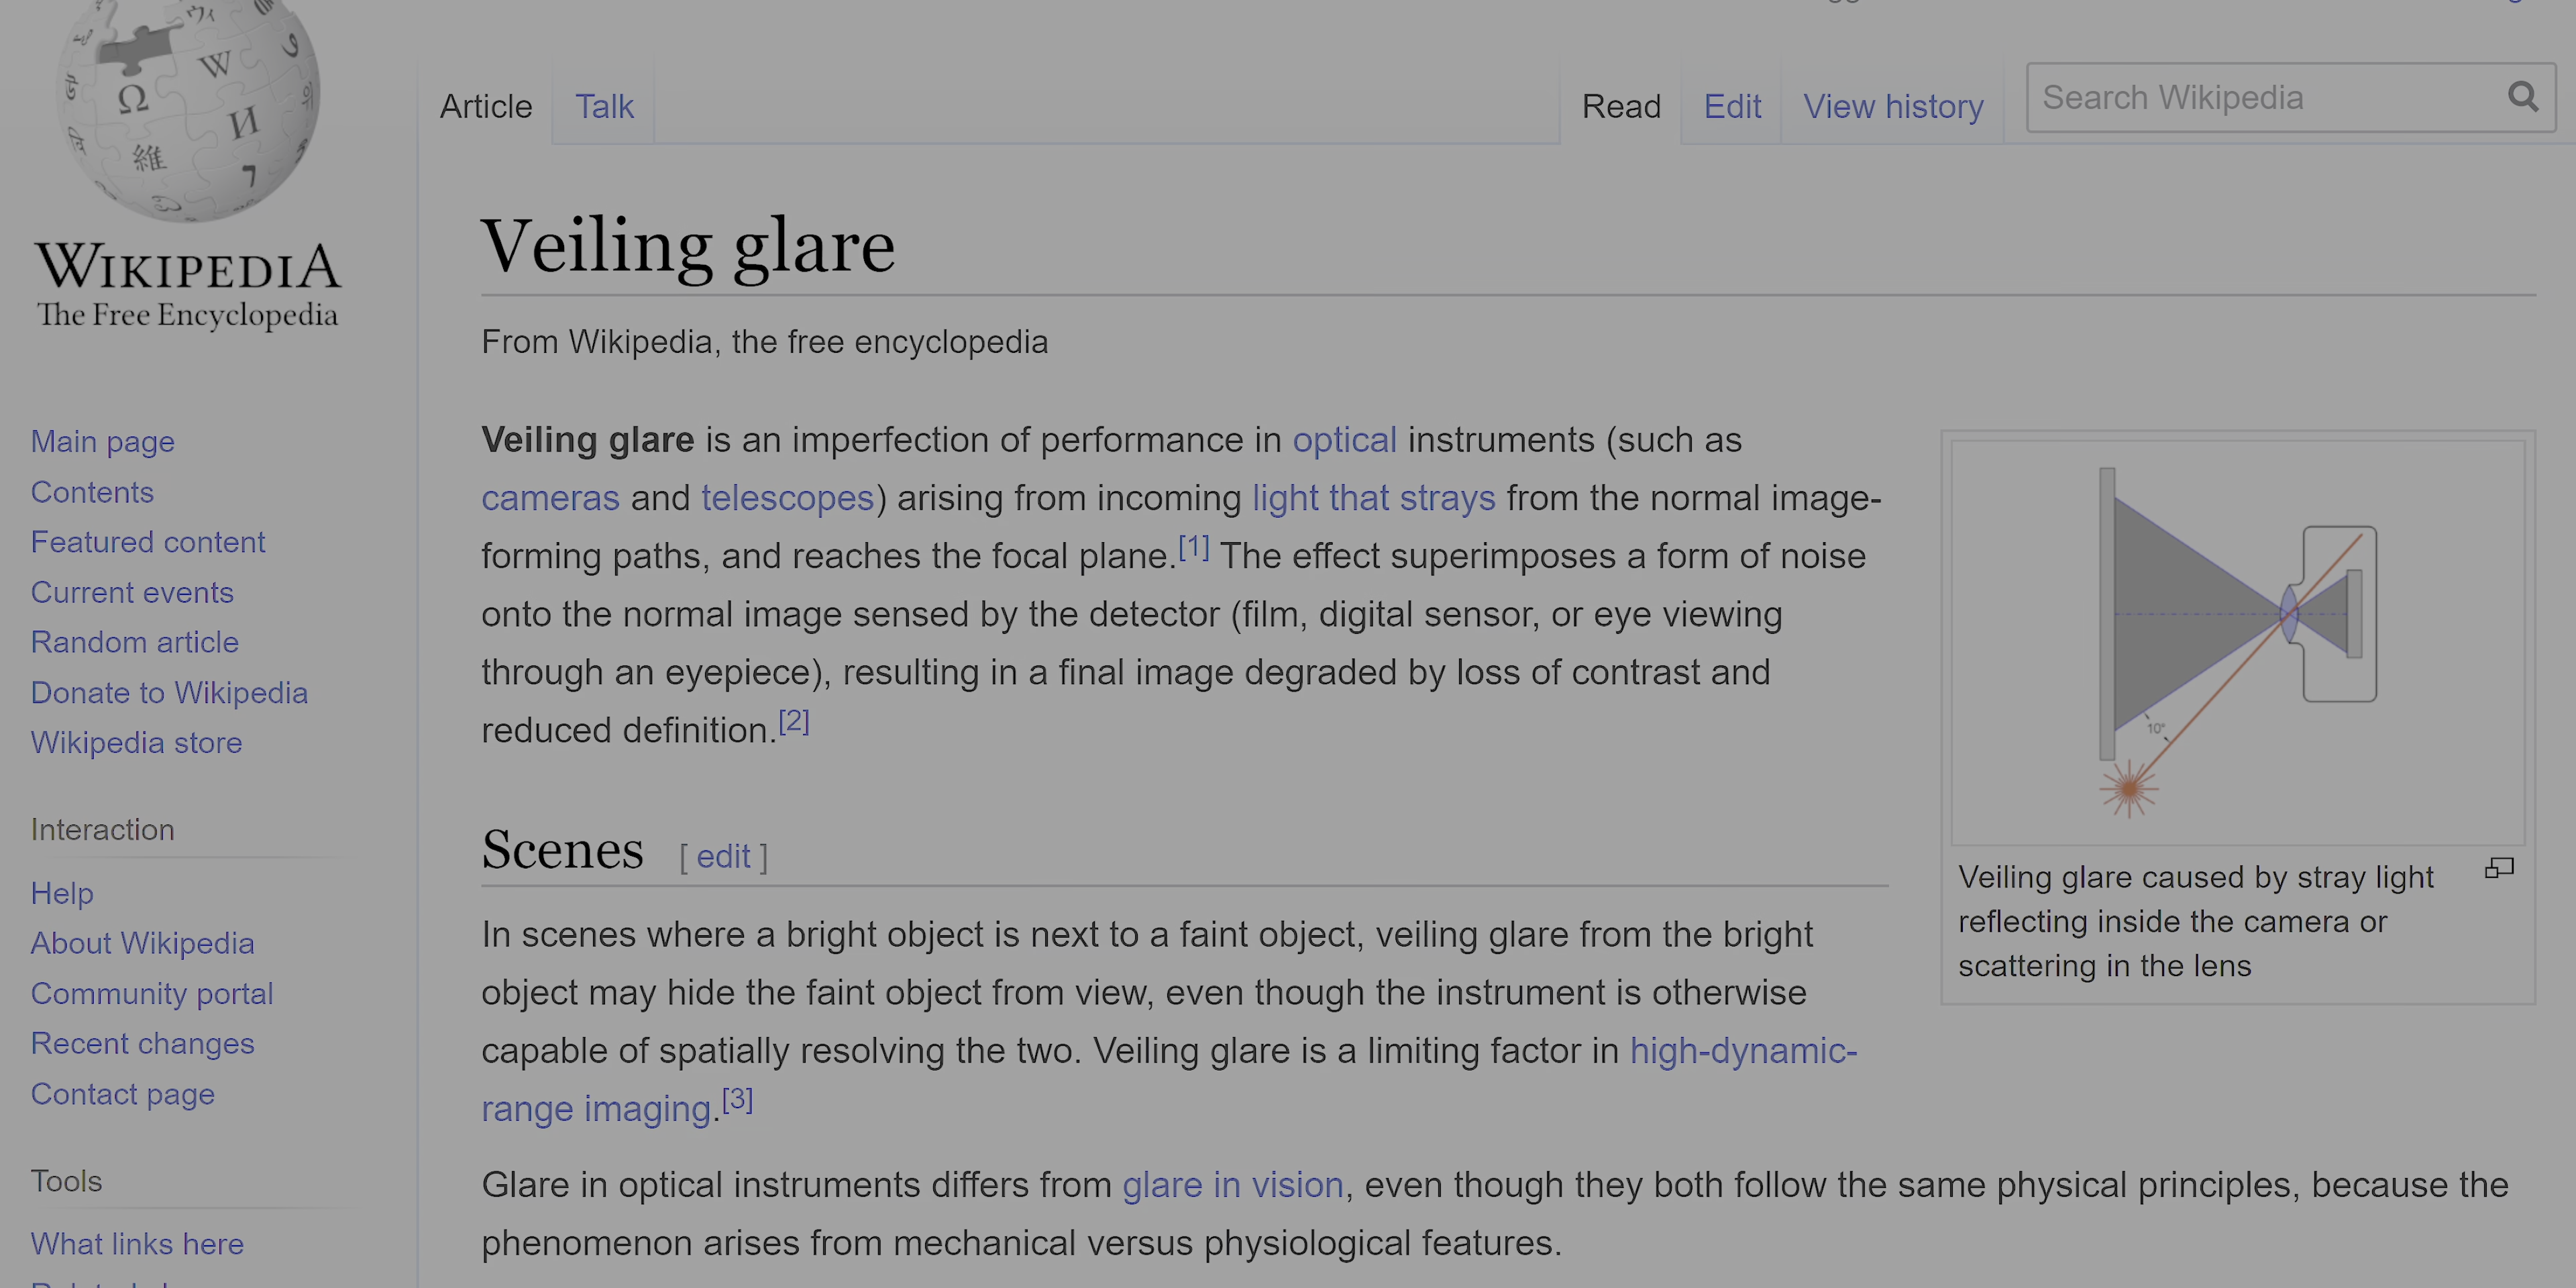 WIKIPEDIA
The Free Encyclopedia
Main page
Contents
Featured content
Current events
Random article
Donate to Wikipedia
Wikipedia store
Interaction
Help
About Wikipedia
Community portal
Recent changes
Contact page
Tools
What links here
Article Talk
Read Edit View history
Search Wikipedia
Veiling glare
From Wikipedia, the free encyclopedia
Veiling glare is an imperfection of performance in optical instruments (such as
cameras and telescopes) arising from incoming light that strays from the normal image-
forming paths, and reaches the focal plane.[1] The effect superimposes a form of noise
onto the normal image sensed by the detector (film, digital sensor, or eye viewing
through an eyepiece), resulting in a final image degraded by loss of contrast and
reduced definition.[2]
10°
Veiling glare caused by stray light
reflecting inside the camera or
scattering in the lens
Scenes [ edit ]
In scenes where a bright object is next to a faint object, veiling glare from the bright
object may hide the faint object from view, even though the instrument is otherwise
capable of spatially resolving the two. Veiling glare is a limiting factor in high-dynamic-
range imaging.[3]
Glare in optical instruments differs from glare in vision, even though they both follow the same physical principles, because the
phenomenon arises from mechanical versus physiological features.